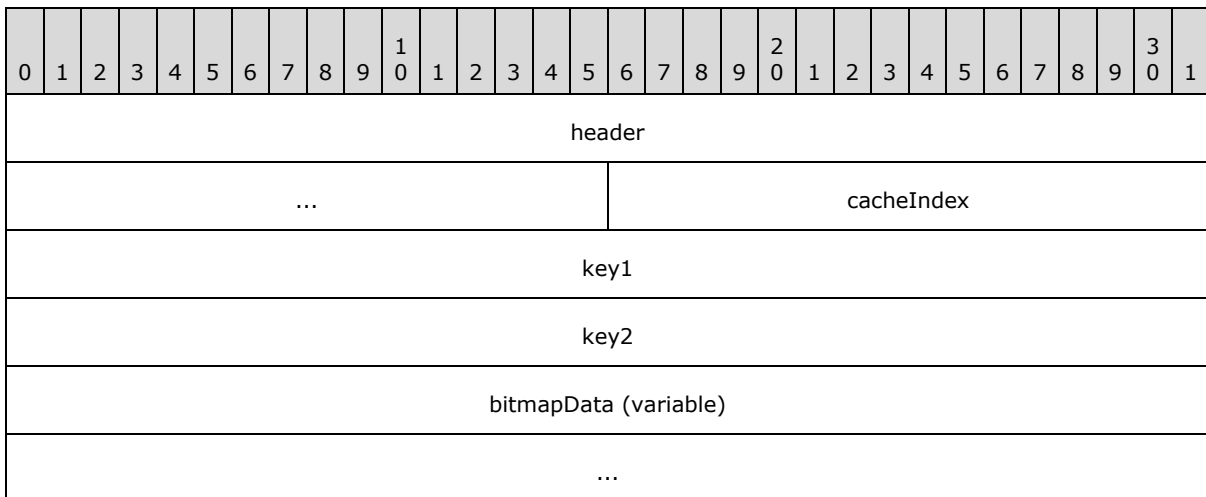 1 2 3
0 1 2 3 4 5 6 7 8 9 0 1 2 3 4 5 6 7 8 9 0 1 2 3 4 5 6 7 8 9 0 1
header
... cacheIndex
key1
key2
bitmapData (variable)
...